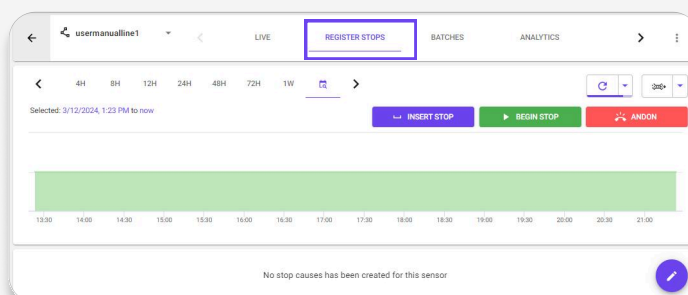 usermanualline1 LIVE REGISTER STOPS BATCHES ANALYTICS
4H 8H 12H 24H 48H 72H 1W
Selected: 3/12/2024, 1:23 PM to now
INSERT STOP BEGIN STOP ANDON
13:30 14:00 14:30 15:00 15:30 16:00 16:30 17:00 17:30 18:00 18:30 19:00 19:30 20:00 20:30 21:00
No stop causes has been created for this sensor